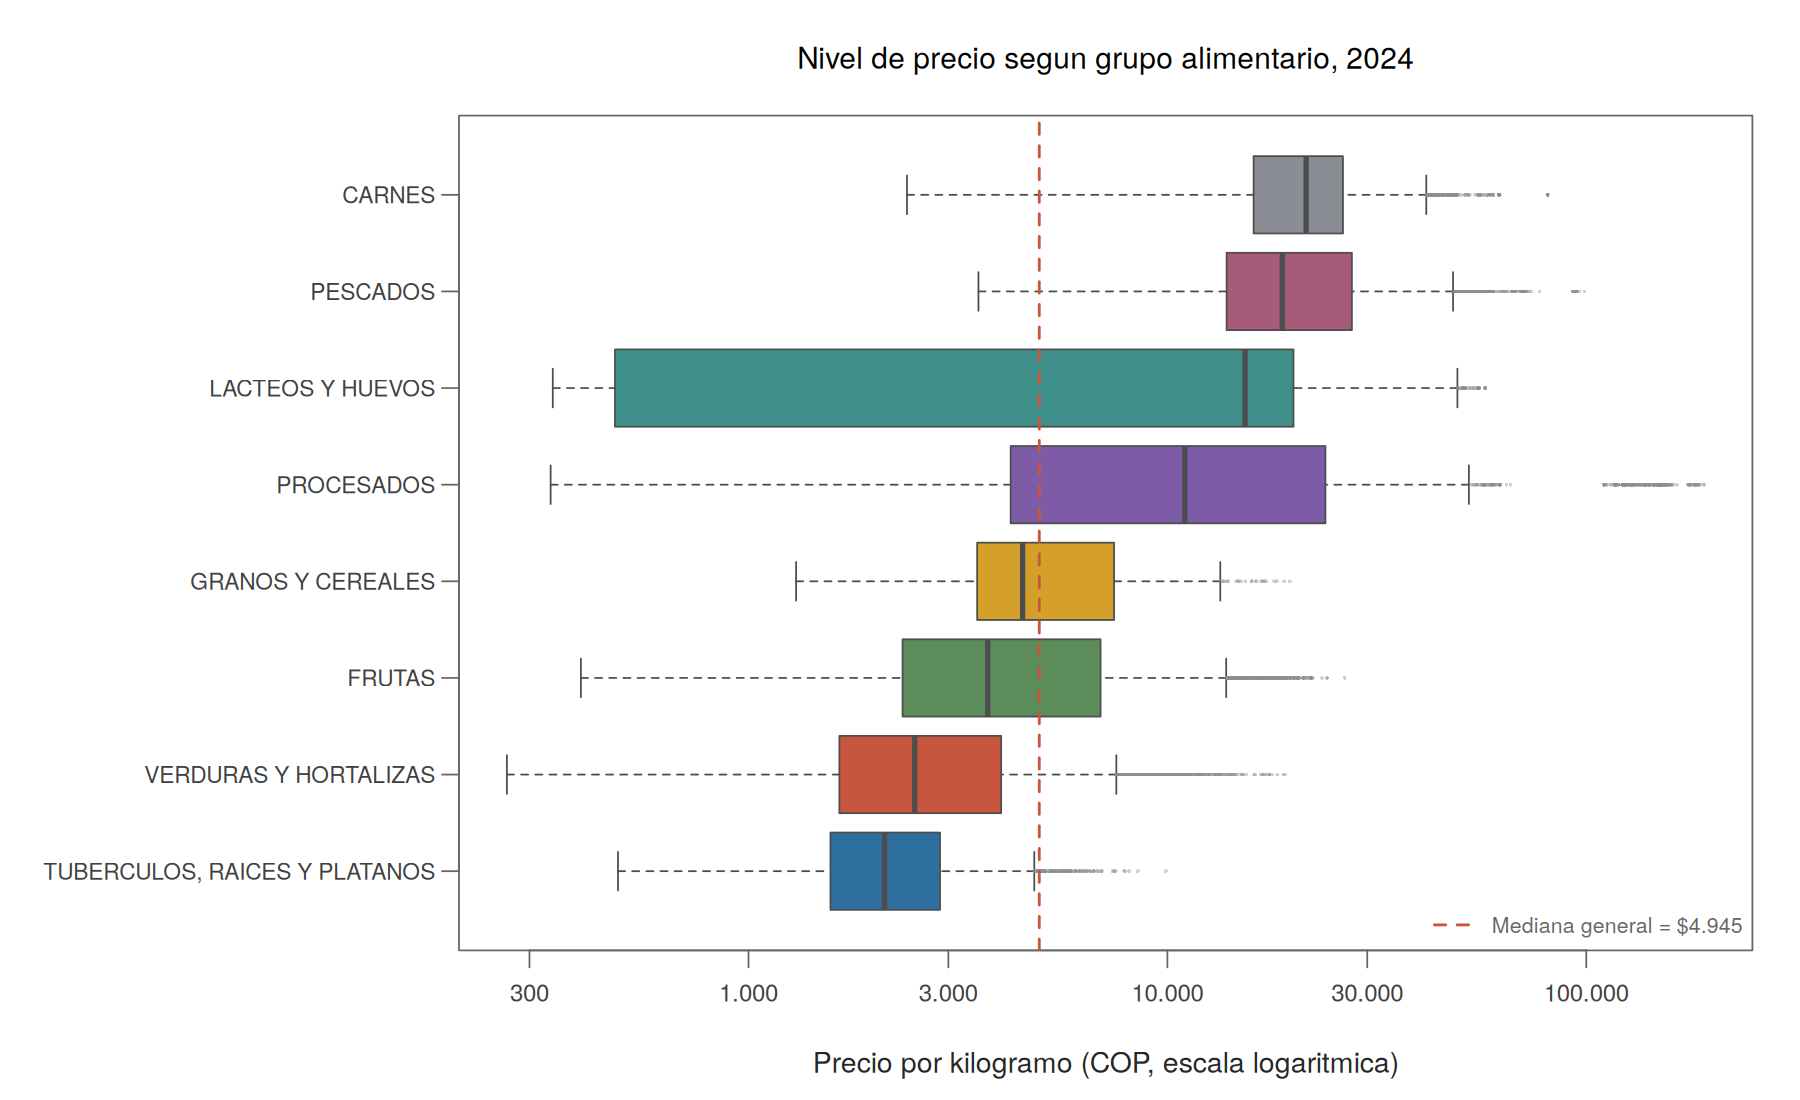 Nivel de precio segun grupo alimentario, 2024
CARNES
PESCADOS
LACTEOS Y HUEVOS
PROCESADOS
GRANOS Y CEREALES
FRUTAS
VERDURAS Y HORTALIZAS
TUBERCULOS, RAICES Y PLATANOS
Mediana general = $4.945
300 1.000 3.000 10.000 30.000 100.000
Precio por kilogramo (COP, escala logaritmica)